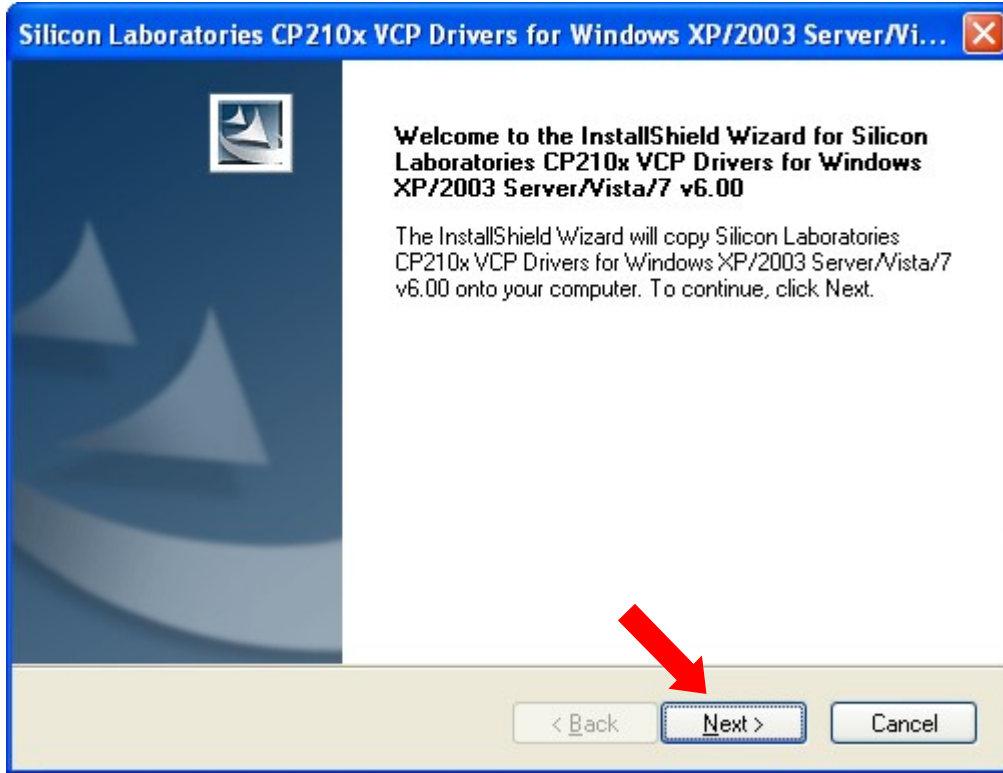 Silicon Laboratories CP210x VCP Drivers for Windows XP/2003 Server/Vi...
Welcome to the InstallShield Wizard for Silicon
Laboratories CP210x VCP Drivers for Windows
XP/2003 Server/Vista/7 v6.00
The InstallShield Wizard will copy Silicon Laboratories
CP210x VCP Drivers for Windows XP/2003 Server/Vista/7
v6.00 onto your computer. To continue, click Next.
< Back Next > Cancel